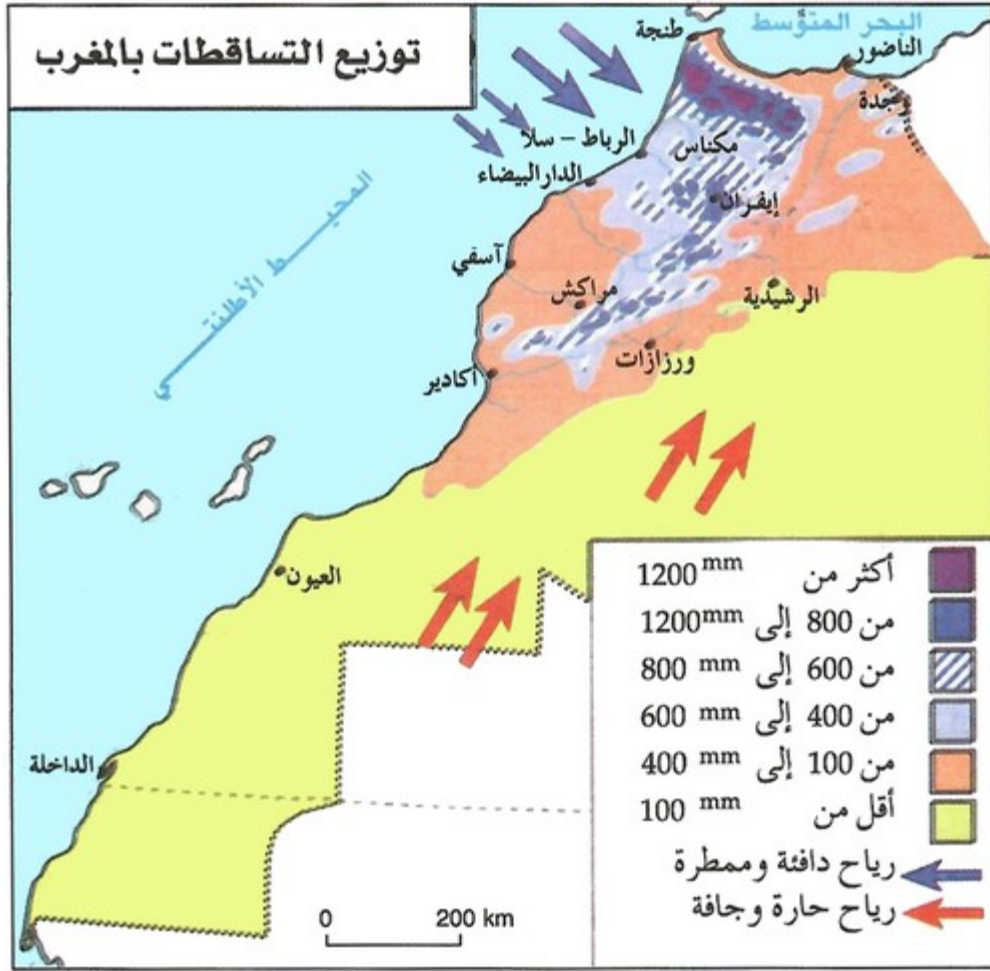 توزيع التساقطات بالمغرب
البحر المتوسط
طنجة
الناضور
وجدة
الرباط - سلا
مكناس
الدار البيضاء
إيفران
المحيط الأطلنتي
آسفي
مراكش
الرشيدية
ورزازات
أكادير
العيون
الداخلة
أكثر من 1200 mm
من 800 إلى 1200 mm
من 600 إلى 800 mm
من 400 إلى 600 mm
من 100 إلى 400 mm
أقل من 100 mm
رياح دافئة وممطرة
رياح حارة وجافة
0 200 km